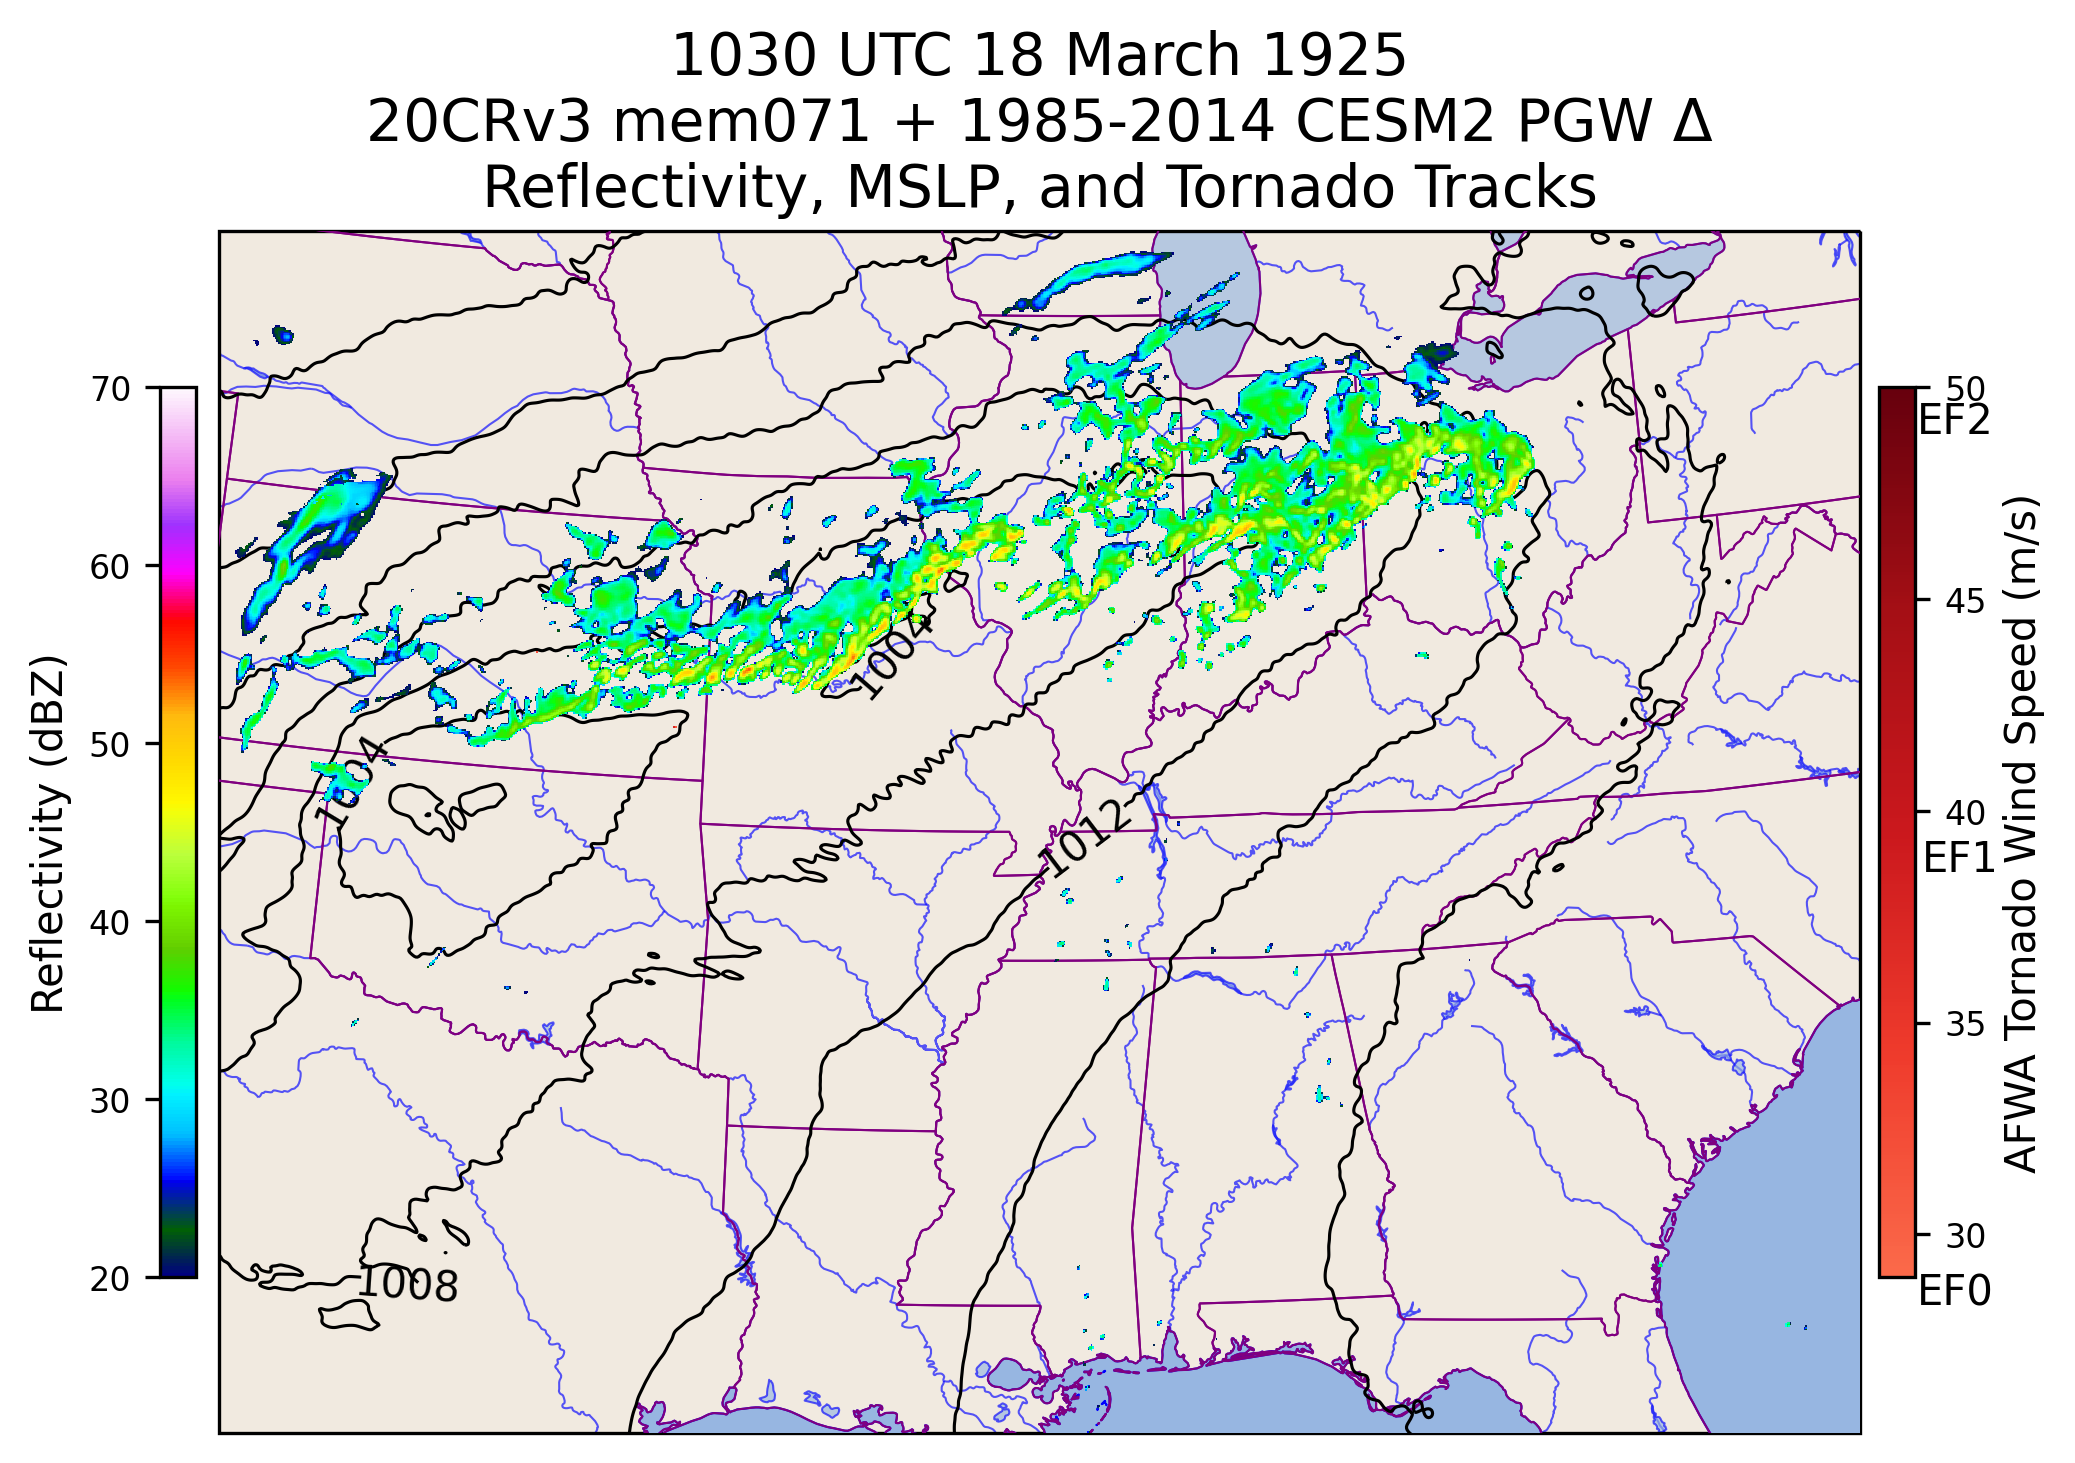 1030 UTC 18 March 1925
20CRv3 mem071 + 1985-2014 CESM2 PGW Δ
Reflectivity, MSLP, and Tornado Tracks
70
60
50
40
30
20
Reflectivity (dBZ)
1004
1004
1012
1008
50
EF2
45
40
EF1
35
30
EF0
AFWA Tornado Wind Speed (m/s)